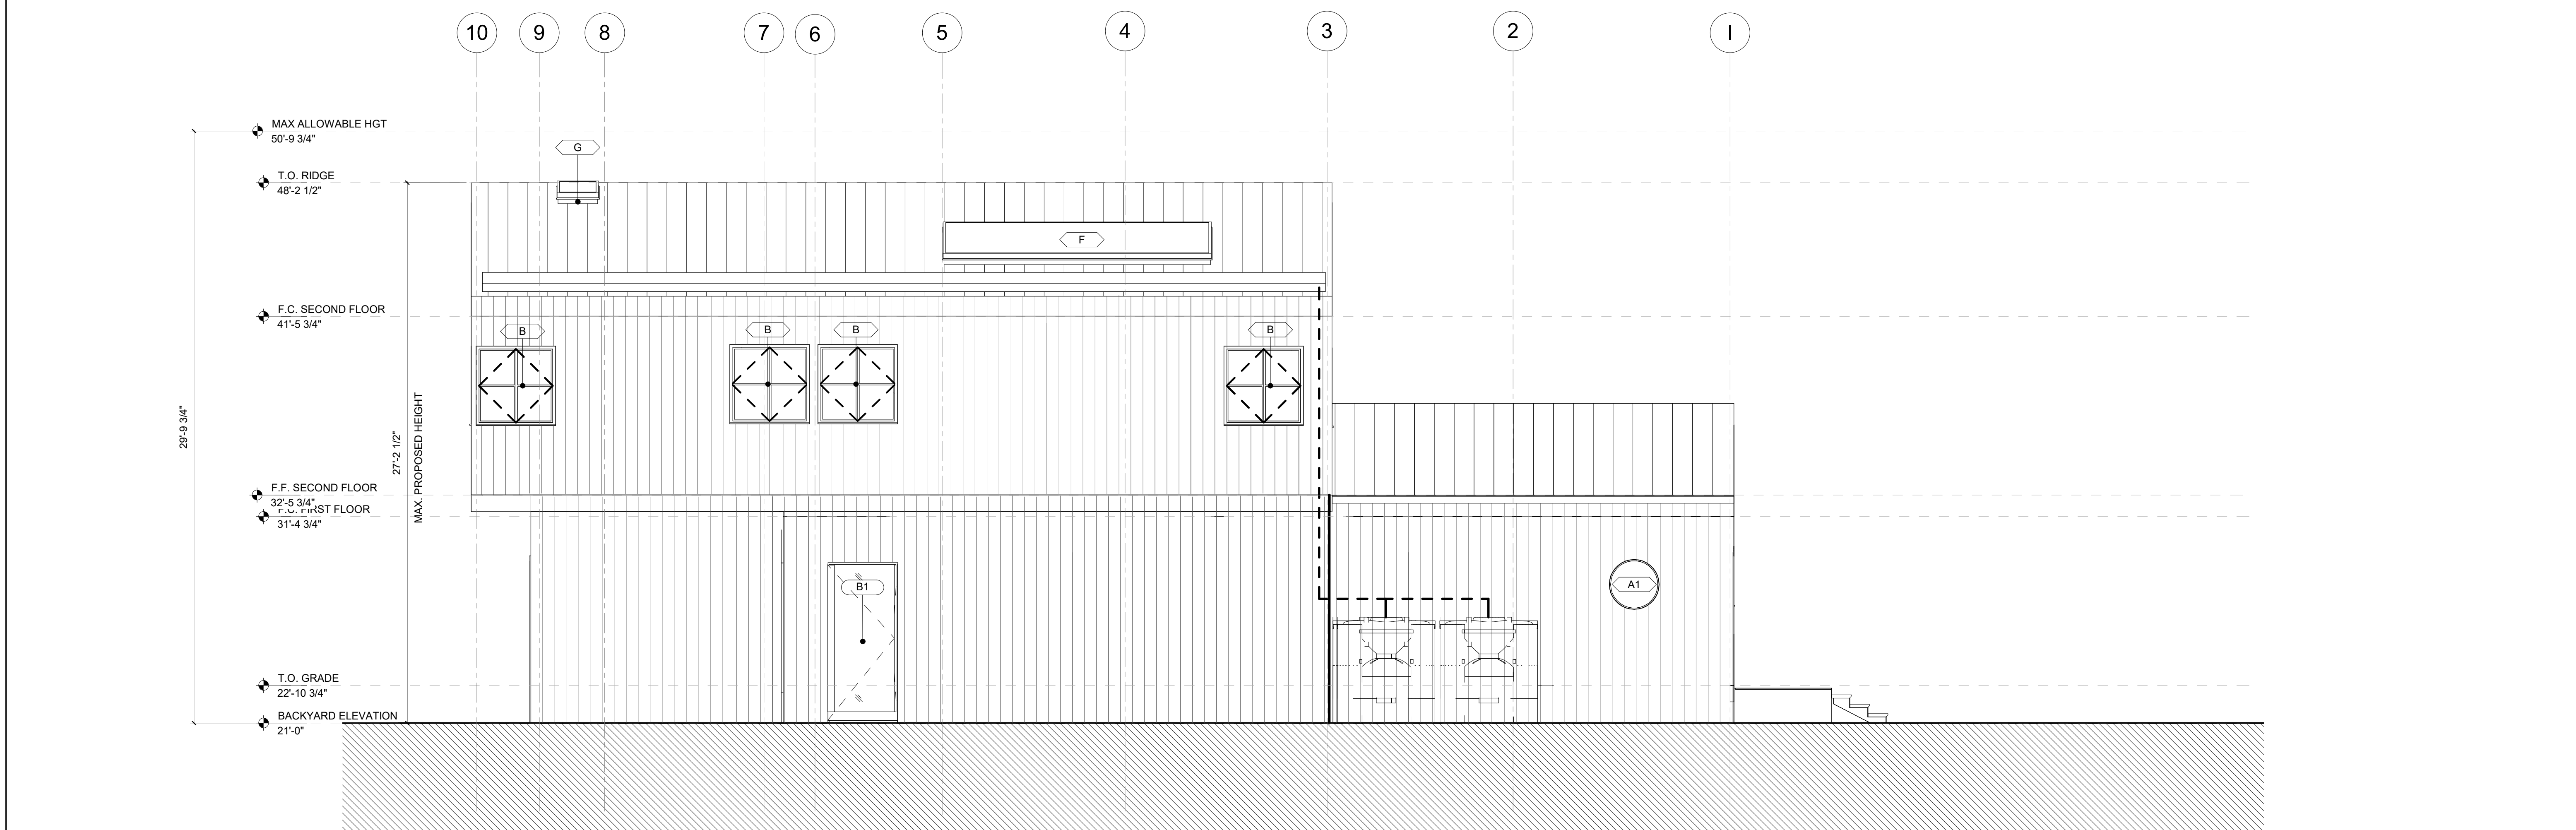 10 9 8 7 6 5 4 3 2 I
MAX ALLOWABLE HGT
50'-9 3/4"
G
T.O. RIDGE
48'-2 1/2"
F
F.C. SECOND FLOOR
41'-5 3/4"
B B B B
29'-9 3/4"
27'-2 1/2"
MAX. PROPOSED HEIGHT
F.F. SECOND FLOOR
32'-5 3/4"
F.C. FIRST FLOOR
31'-4 3/4"
B1
A1
T.O. GRADE
22'-10 3/4"
BACKYARD ELEVATION
21'-0"